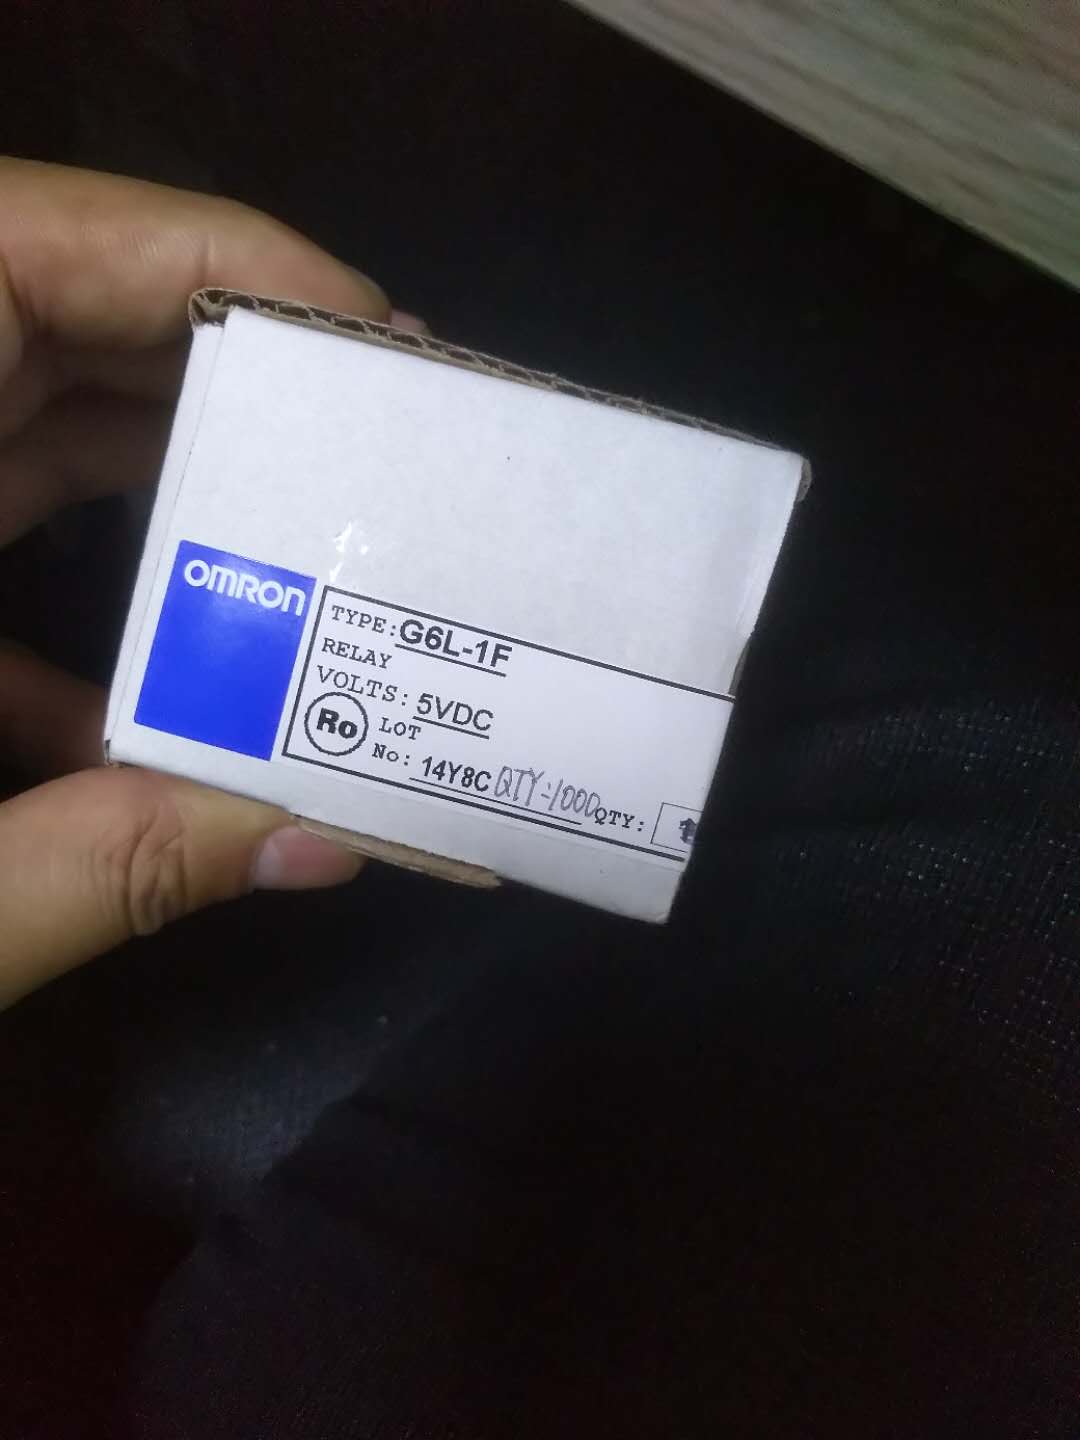 OMRON
TYPE: G6L-1F
RELAY
VOLTS: 5VDC
Ro
LOT
No: 14Y8C QTY:1000 QTY: